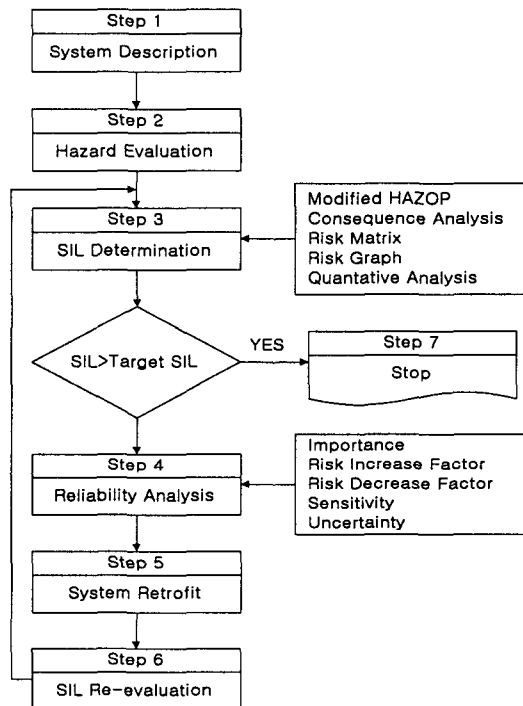 Step 1
System Description
Step 2
Hazard Evaluation
Step 3
SIL Determination
Modified HAZOP
Consequence Analysis
Risk Matrix
Risk Graph
Quantative Analysis
SIL>Target SIL
YES
Step 7
Stop
Step 4
Reliability Analysis
Importance
Risk Increase Factor
Risk Decrease Factor
Sensitivity
Uncertainty
Step 5
System Retrofit
Step 6
SIL Re-evaluation